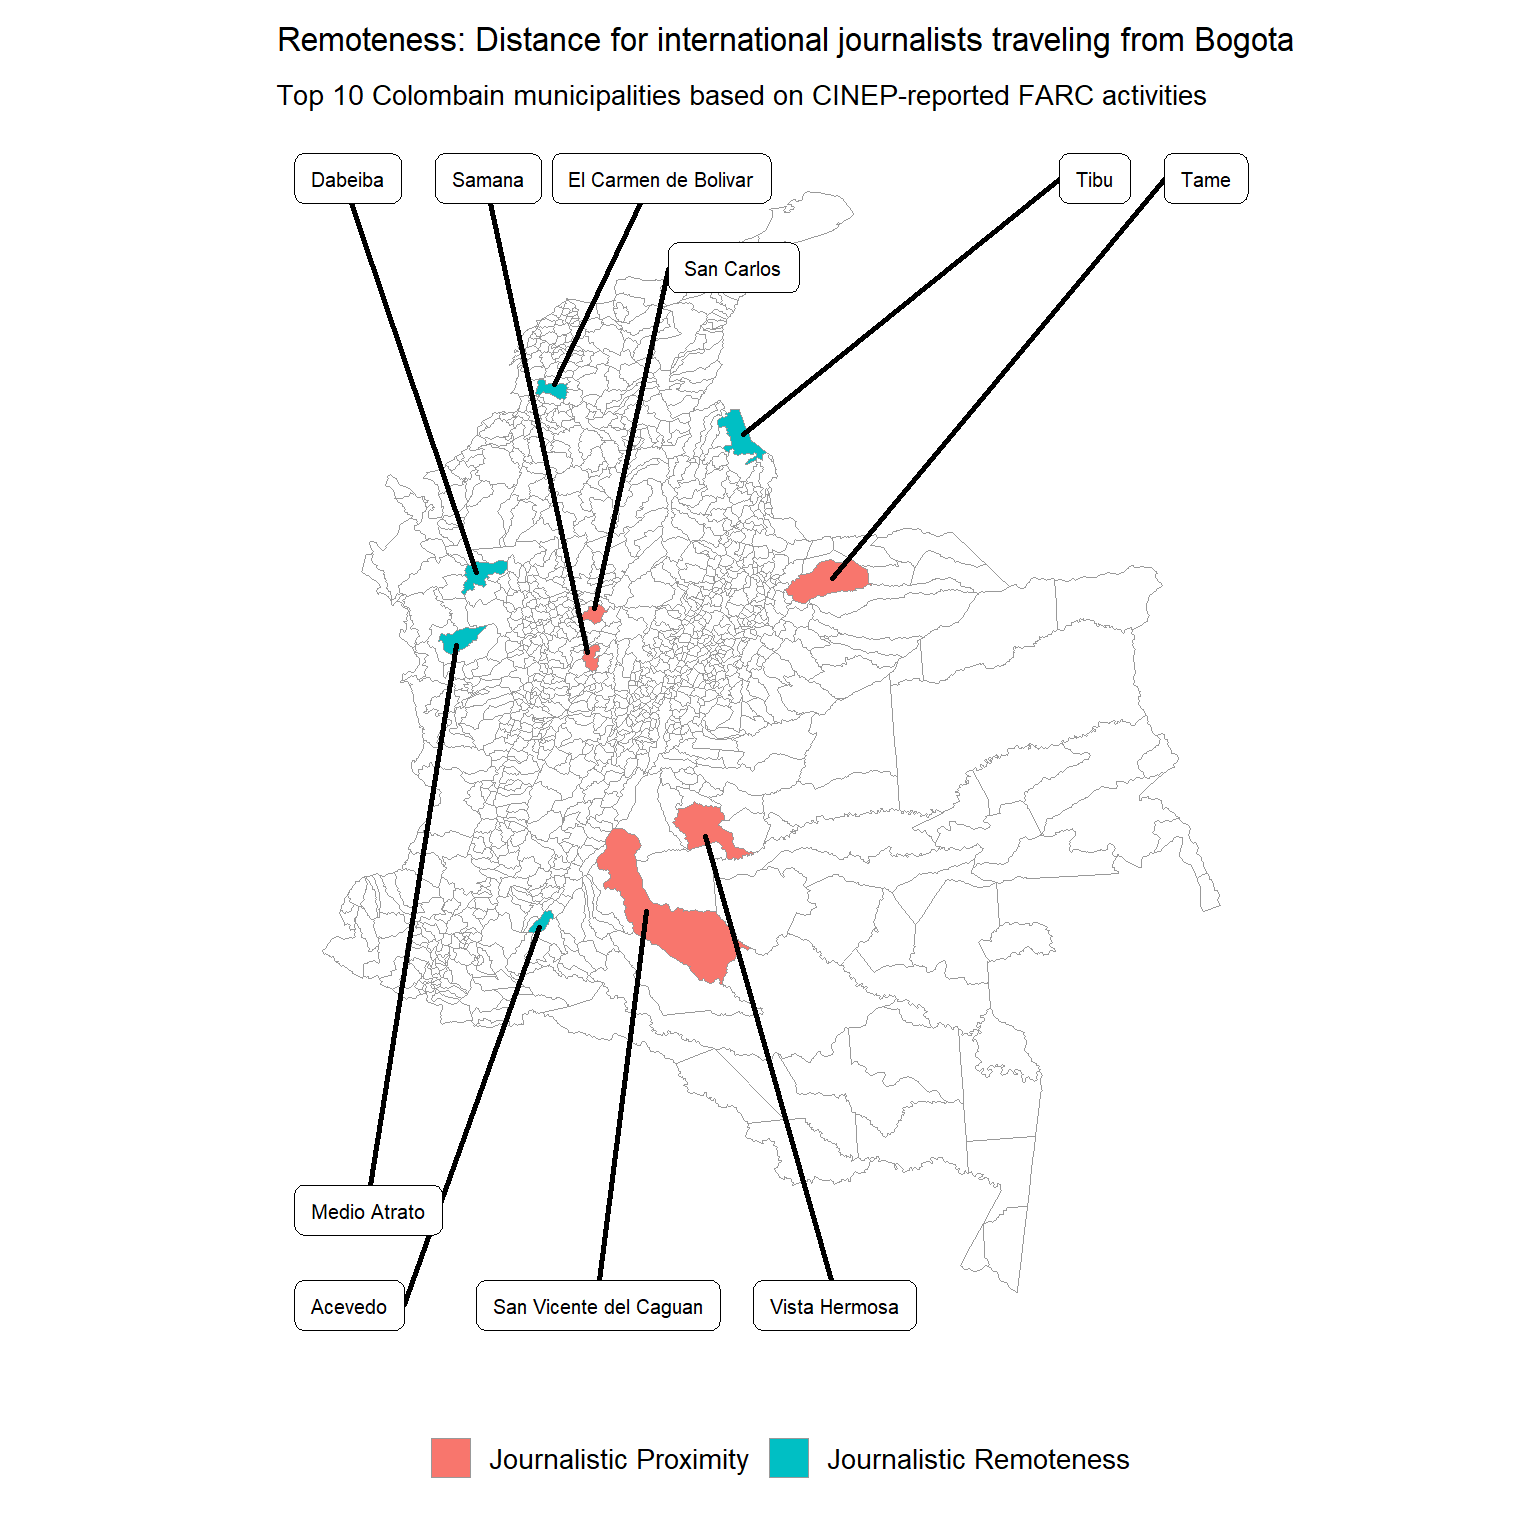 Remoteness: Distance for international journalists traveling from Bogota
Top 10 Colombain municipalities based on CINEP-reported FARC activities
Dabeiba
Samana
El Carmen de Bolivar
Tibu
Tame
San Carlos
Medio Atrato
Acevedo
San Vicente del Caguan
Vista Hermosa
Journalistic Proximity
Journalistic Remoteness